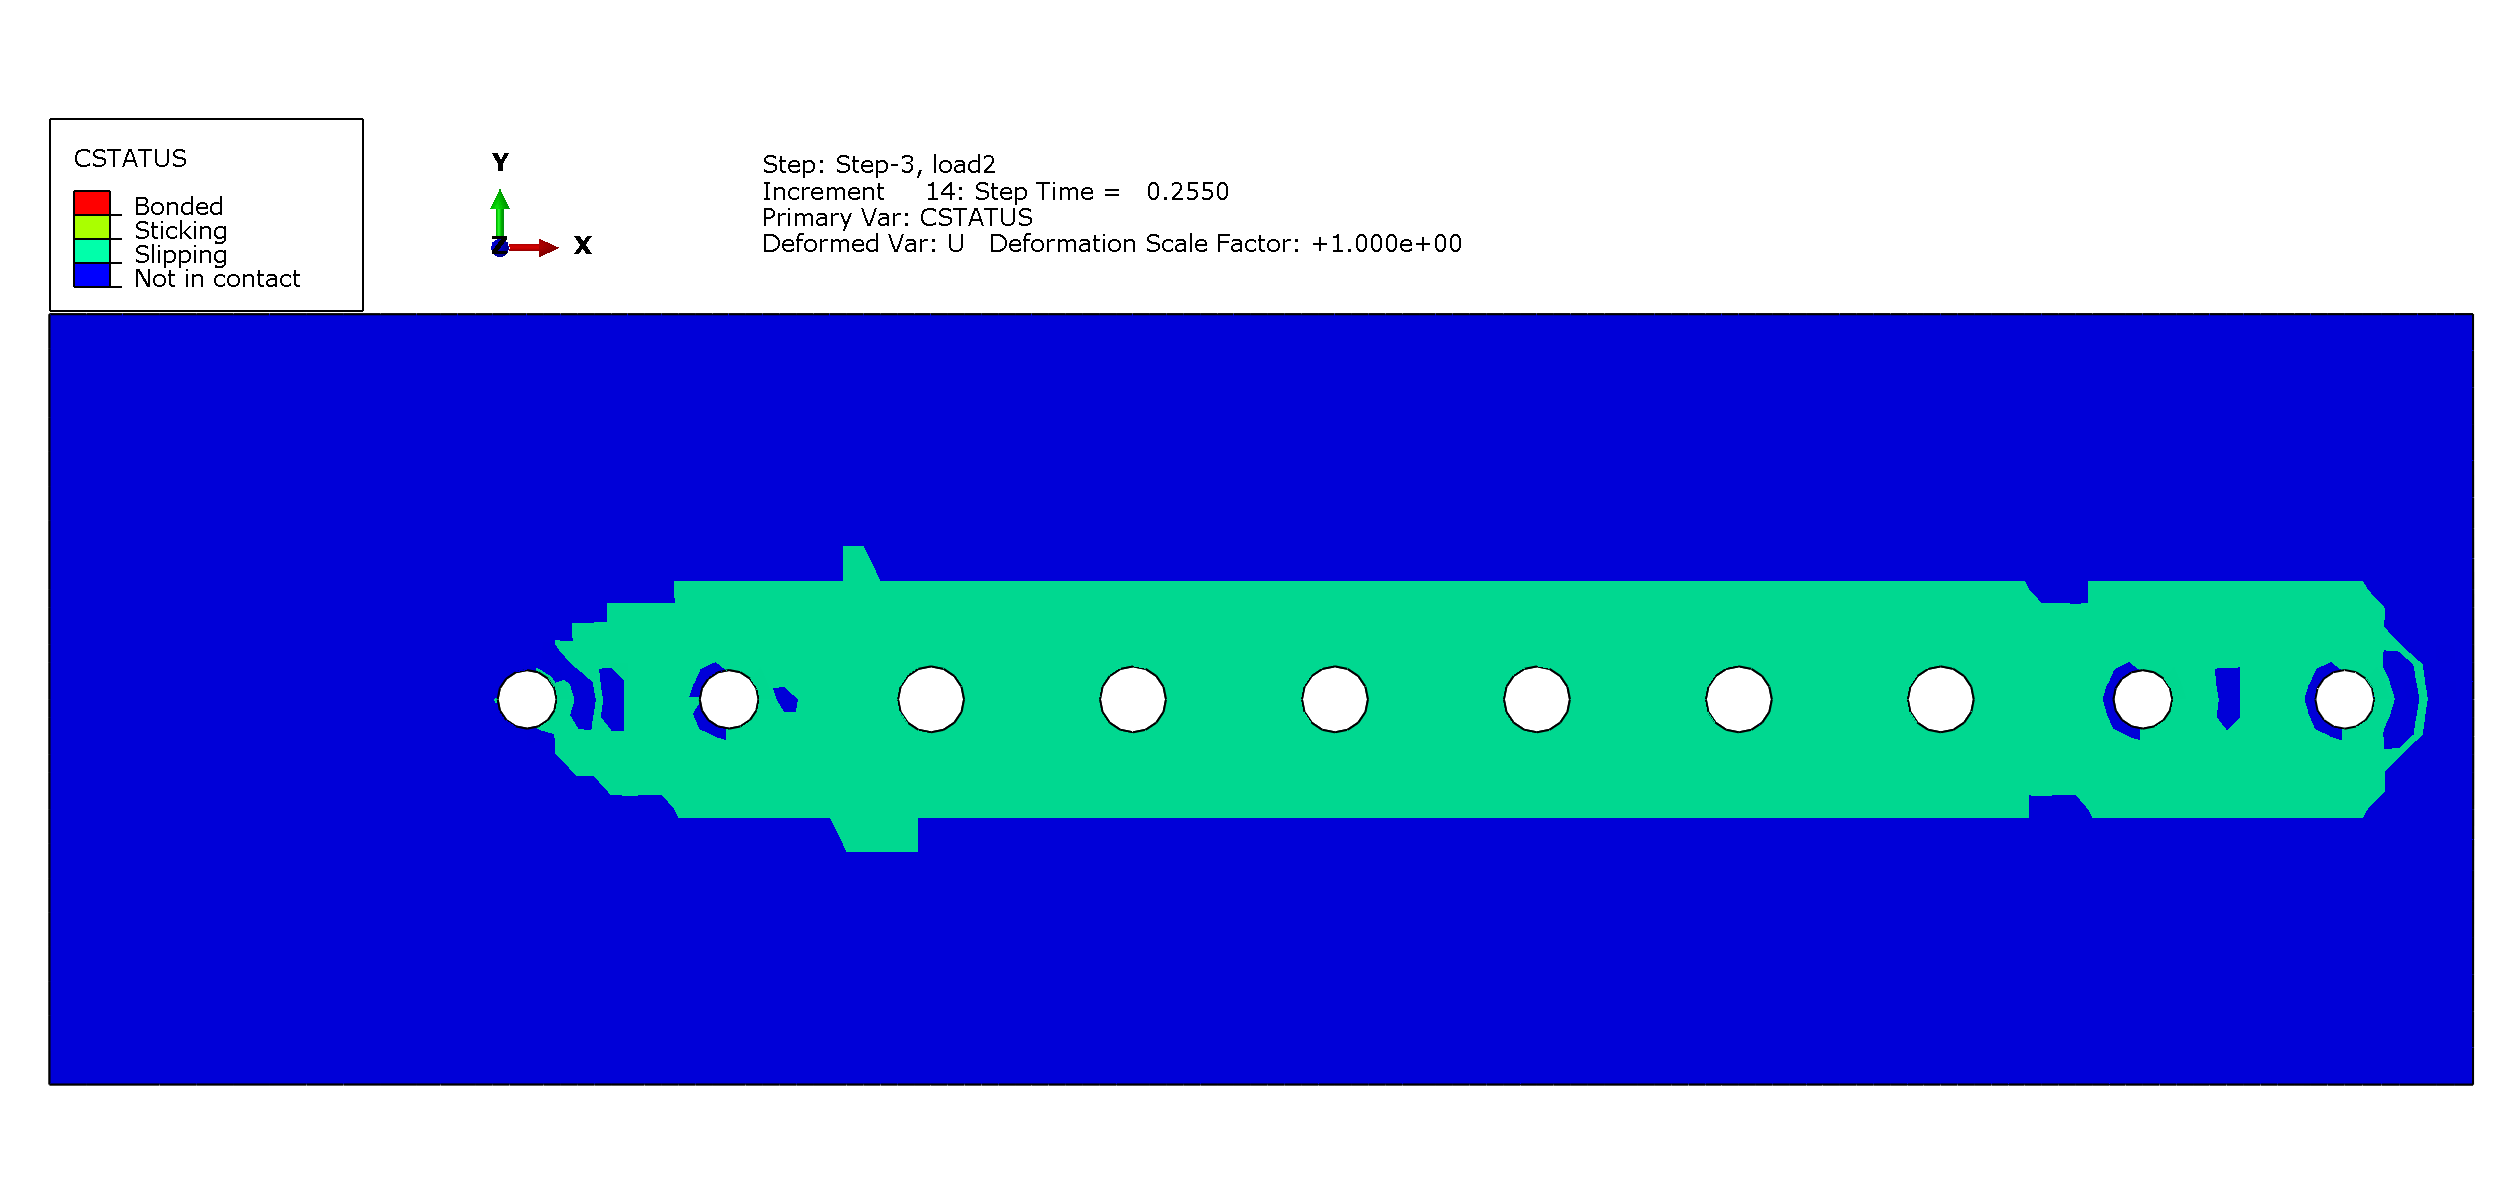 CSTATUS
Bonded
Sticking
Slipping
Not in contact
Y
Z
X
Step: Step-3, load2
Increment 14: Step Time = 0.2550
Primary Var: CSTATUS
Deformed Var: U Deformation Scale Factor: +1.000e+00